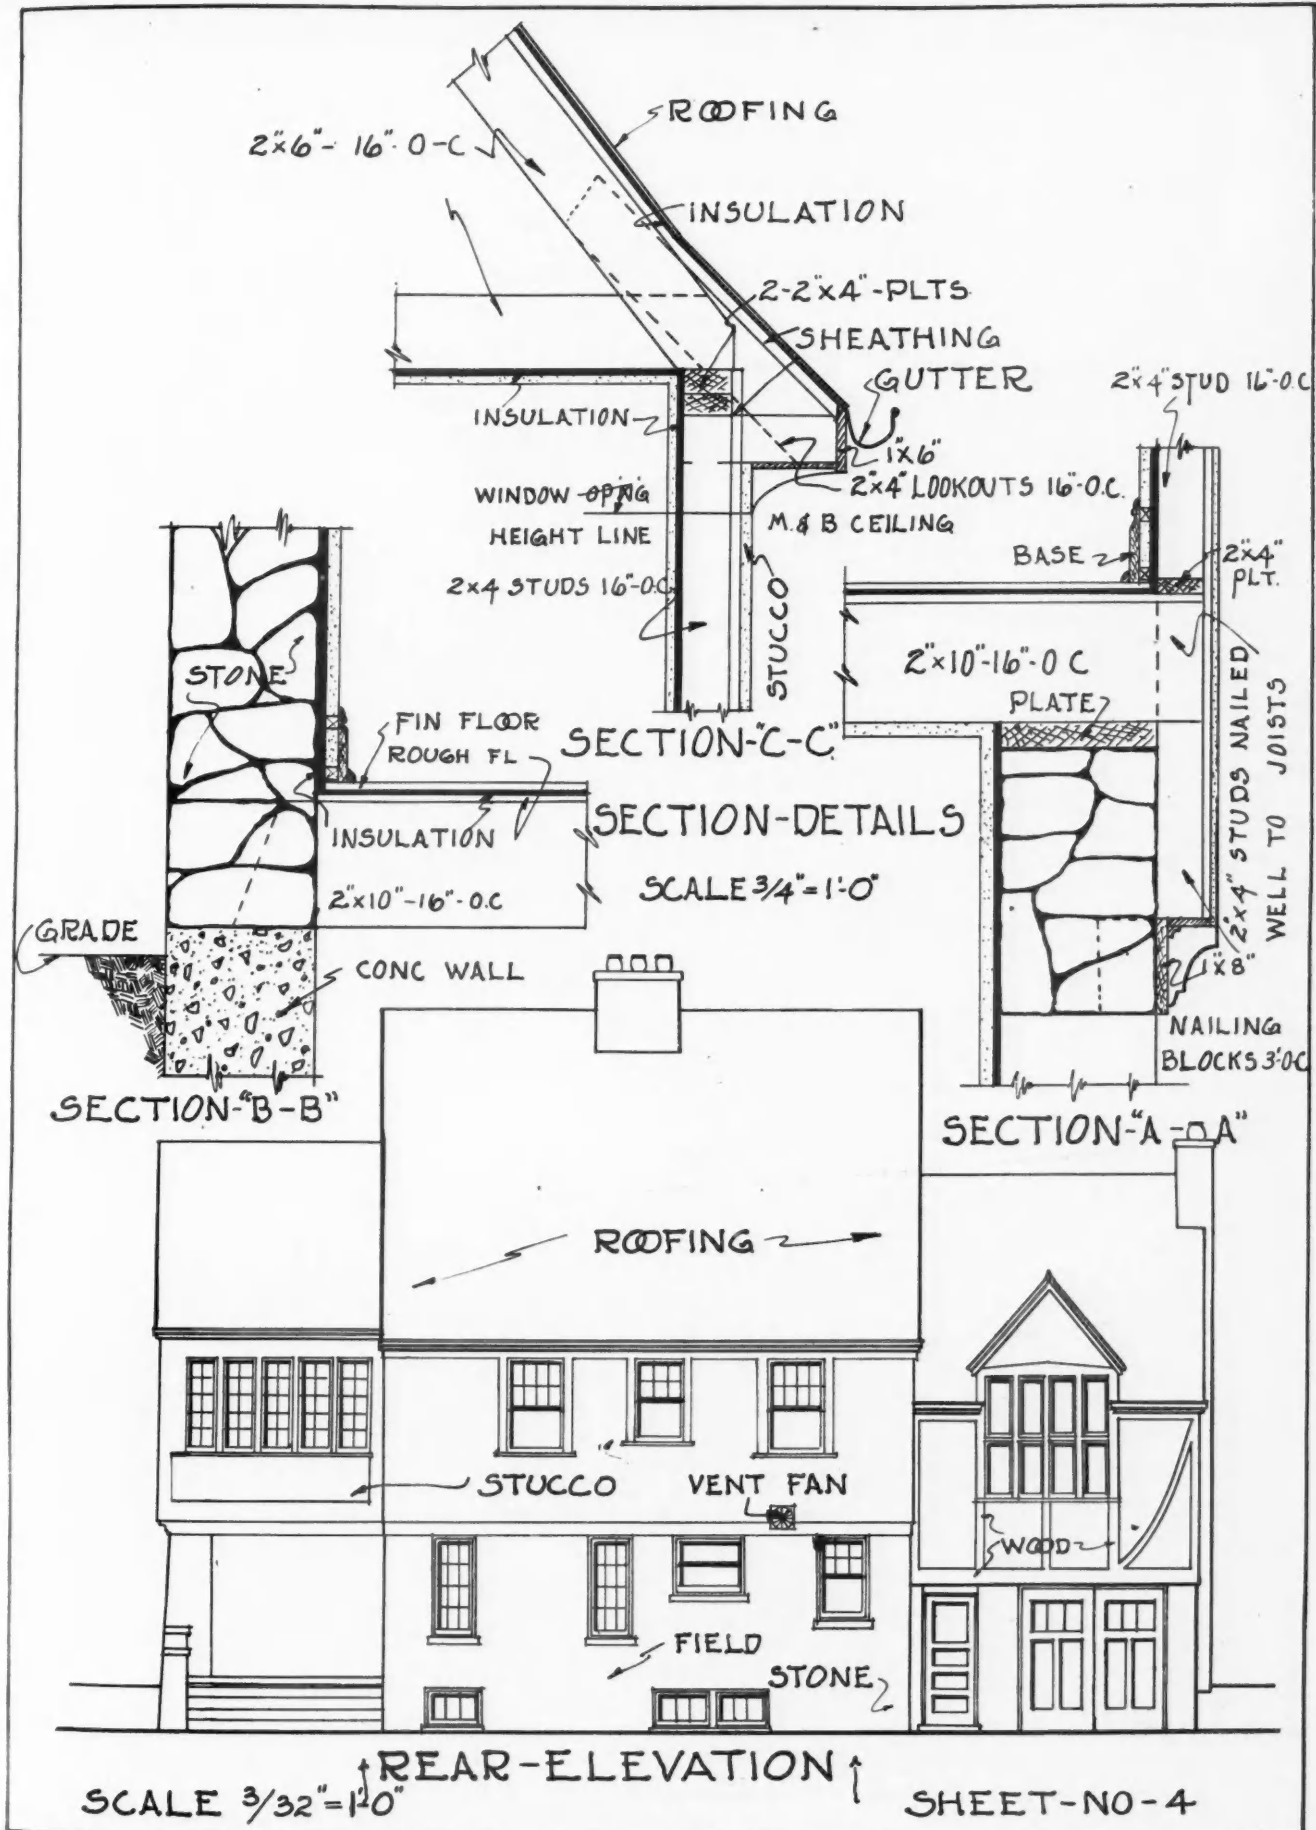 ROOFING
2"x6"- 16"-O-C
INSULATION
2-2"x4"-PLTS
SHEATHING
GUTTER
2"x4" STUD 16"-O.C
INSULATION
1"x6"
2"x4" LOOKOUTS 16"-O.C.
WINDOW OP'NG
HEIGHT LINE
M. & B CEILING
BASE
2"x4"
PLT.
2x4 STUDS 16"-O.C.
STUCCO
2"x10"-16"-O C
PLATE
2"x4" STUDS NAILED
WELL TO JOISTS
STONE
FIN FLOOR
ROUGH FL
SECTION-"C-C"
SECTION-DETAILS
SCALE 3/4"=1'-0"
INSULATION
2"x10"-16"-O.C
GRADE
CONC WALL
1"x8"
NAILING
BLOCKS 3'-O.C
SECTION-"B-B"
SECTION-"A-A"
ROOFING
STUCCO
VENT FAN
WOOD
FIELD
STONE
REAR-ELEVATION
SCALE 3/32"=1'-0"
SHEET-NO-4